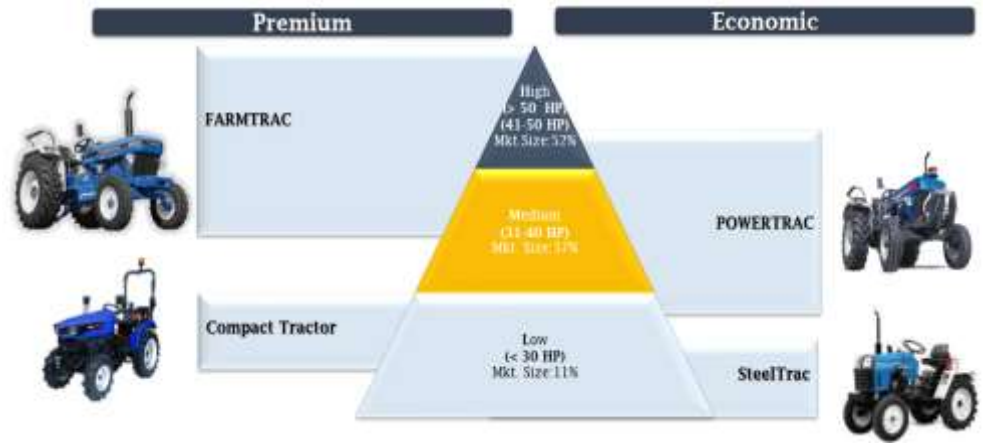 Premium
Economic
High
(> 50 HP)
(41-50 HP)
Mkt Size:52%
FARMTRAC
Medium
(31-40 HP)
Mkt. Size:37%
POWERTRAC
Compact Tractor
Low
(< 30 HP)
Mkt. Size:11%
SteelTrac